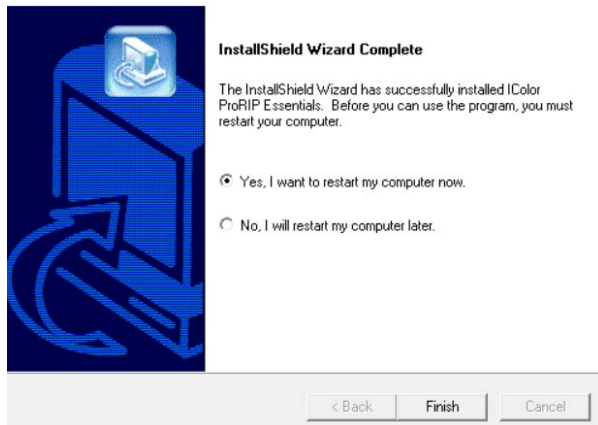 InstallShield Wizard Complete
The InstallShield Wizard has successfully installed IColor
ProRIP Essentials. Before you can use the program, you must
restart your computer.
Yes, I want to restart my computer now.
No, I will restart my computer later.
< Back
Finish
Cancel